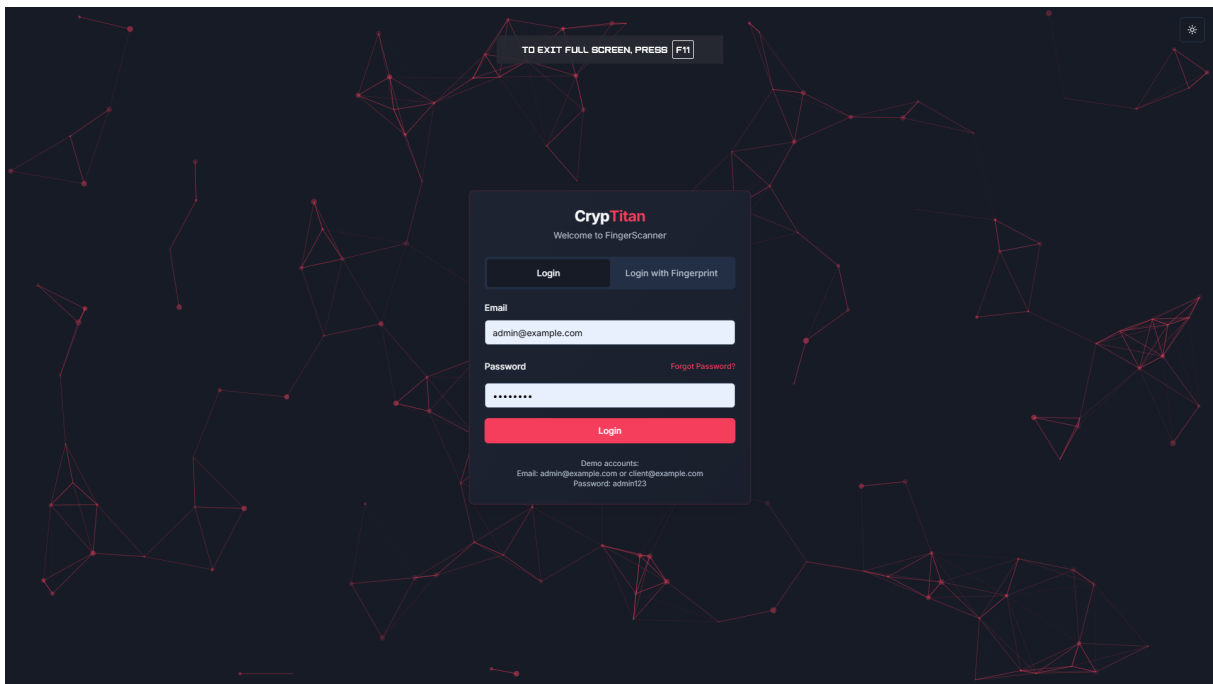 TO EXIT FULL SCREEN, PRESS F11
CrypTitan
Welcome to FingerScanner
Login
Login with Fingerprint
Email
admin@example.com
Password
Forgot Password?
••••••••
Login
Demo accounts:
Email: admin@example.com or client@example.com
Password: admin123